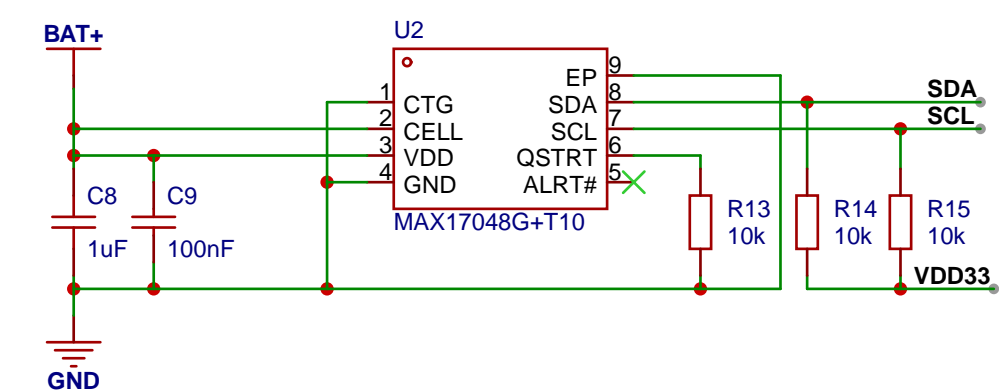 BAT+
U2
1 CTG
2 CELL
3 VDD
4 GND
EP 9
SDA 8
SCL 7
QSTRT 6
ALRT# 5
MAX17048G+T10
SDA
SCL
C8
1uF
C9
100nF
R13
10k
R14
10k
R15
10k
VDD33
GND